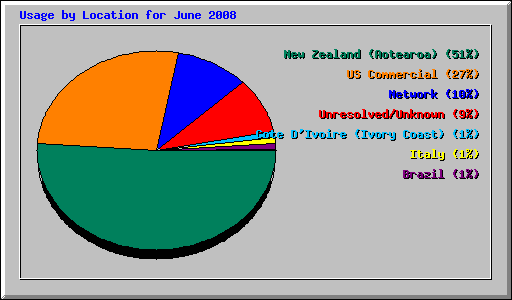 Usage by Location for June 2008
New Zealand (Aotearoa) (51%)
US Commercial (27%)
Network (10%)
Unresolved/Unknown (9%)
Cote D'Ivoire (Ivory Coast) (1%)
Italy (1%)
Brazil (1%)